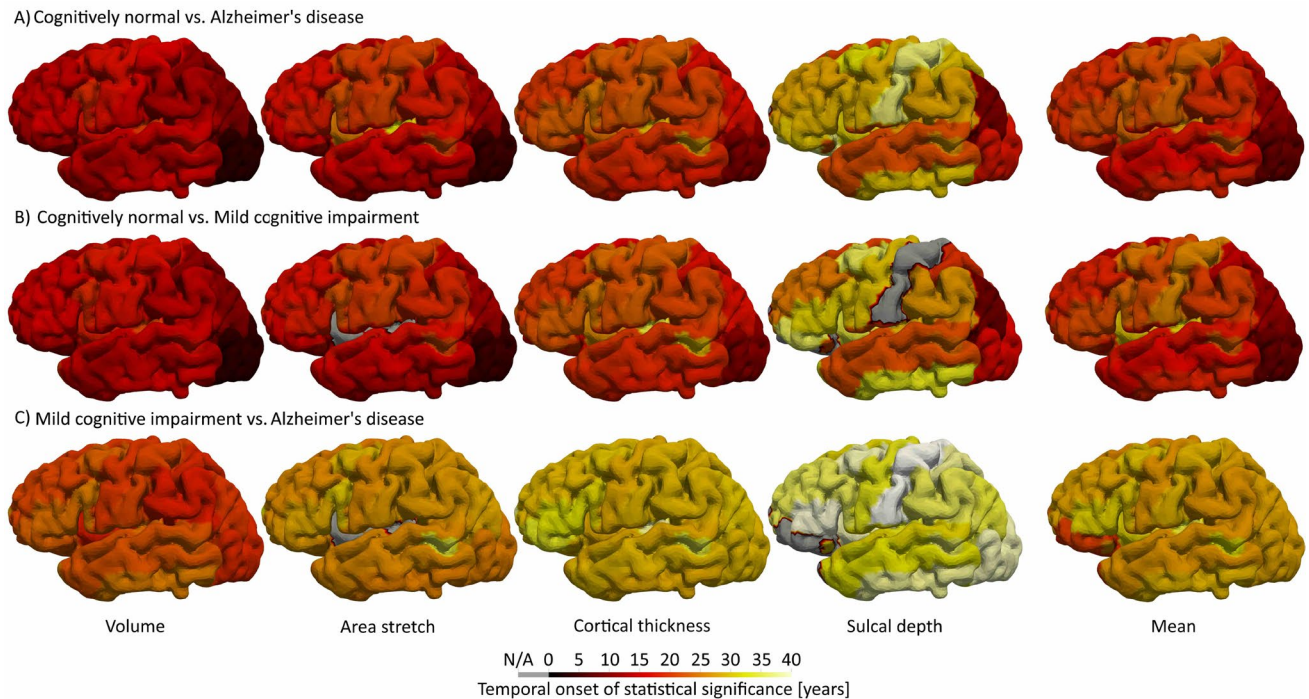 A) Cognitively normal vs. Alzheimer's disease
B) Cognitively normal vs. Mild cognitive impairment
C) Mild cognitive impairment vs. Alzheimer's disease
Volume Area stretch Cortical thickness Sulcal depth Mean
N/A 0 5 10 15 20 25 30 35 40
Temporal onset of statistical significance [years]